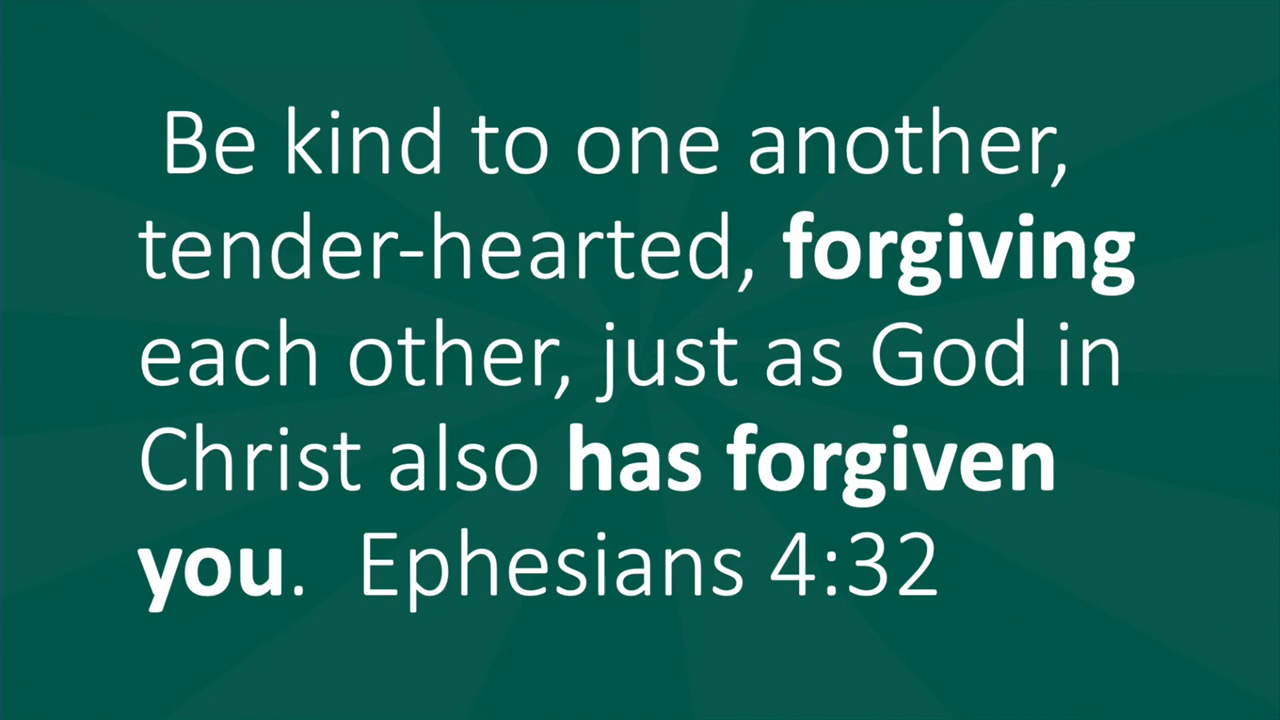 Be kind to one another,
tender-hearted, forgiving
each other, just as God in
Christ also has forgiven
you.  Ephesians 4:32